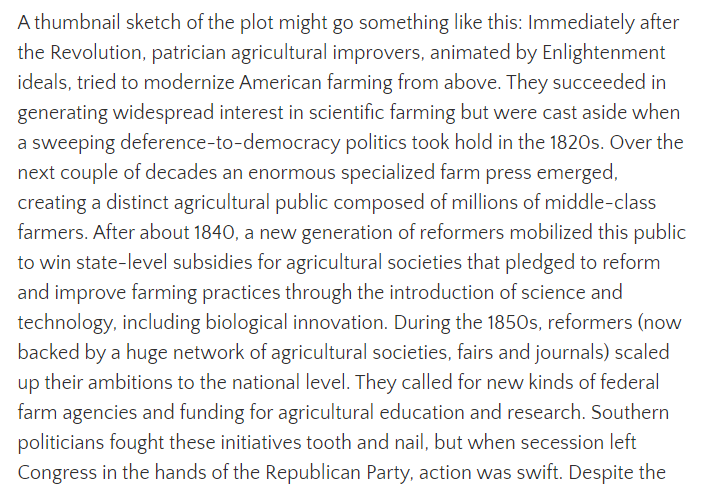 A thumbnail sketch of the plot might go something like this: Immediately after
the Revolution, patrician agricultural improvers, animated by Enlightenment
ideals, tried to modernize American farming from above. They succeeded in
generating widespread interest in scientific farming but were cast aside when
a sweeping deference-to-democracy politics took hold in the 1820s. Over the
next couple of decades an enormous specialized farm press emerged,
creating a distinct agricultural public composed of millions of middle-class
farmers. After about 1840, a new generation of reformers mobilized this public
to win state-level subsidies for agricultural societies that pledged to reform
and improve farming practices through the introduction of science and
technology, including biological innovation. During the 1850s, reformers (now
backed by a huge network of agricultural societies, fairs and journals) scaled
up their ambitions to the national level. They called for new kinds of federal
farm agencies and funding for agricultural education and research. Southern
politicians fought these initiatives tooth and nail, but when secession left
Congress in the hands of the Republican Party, action was swift. Despite the